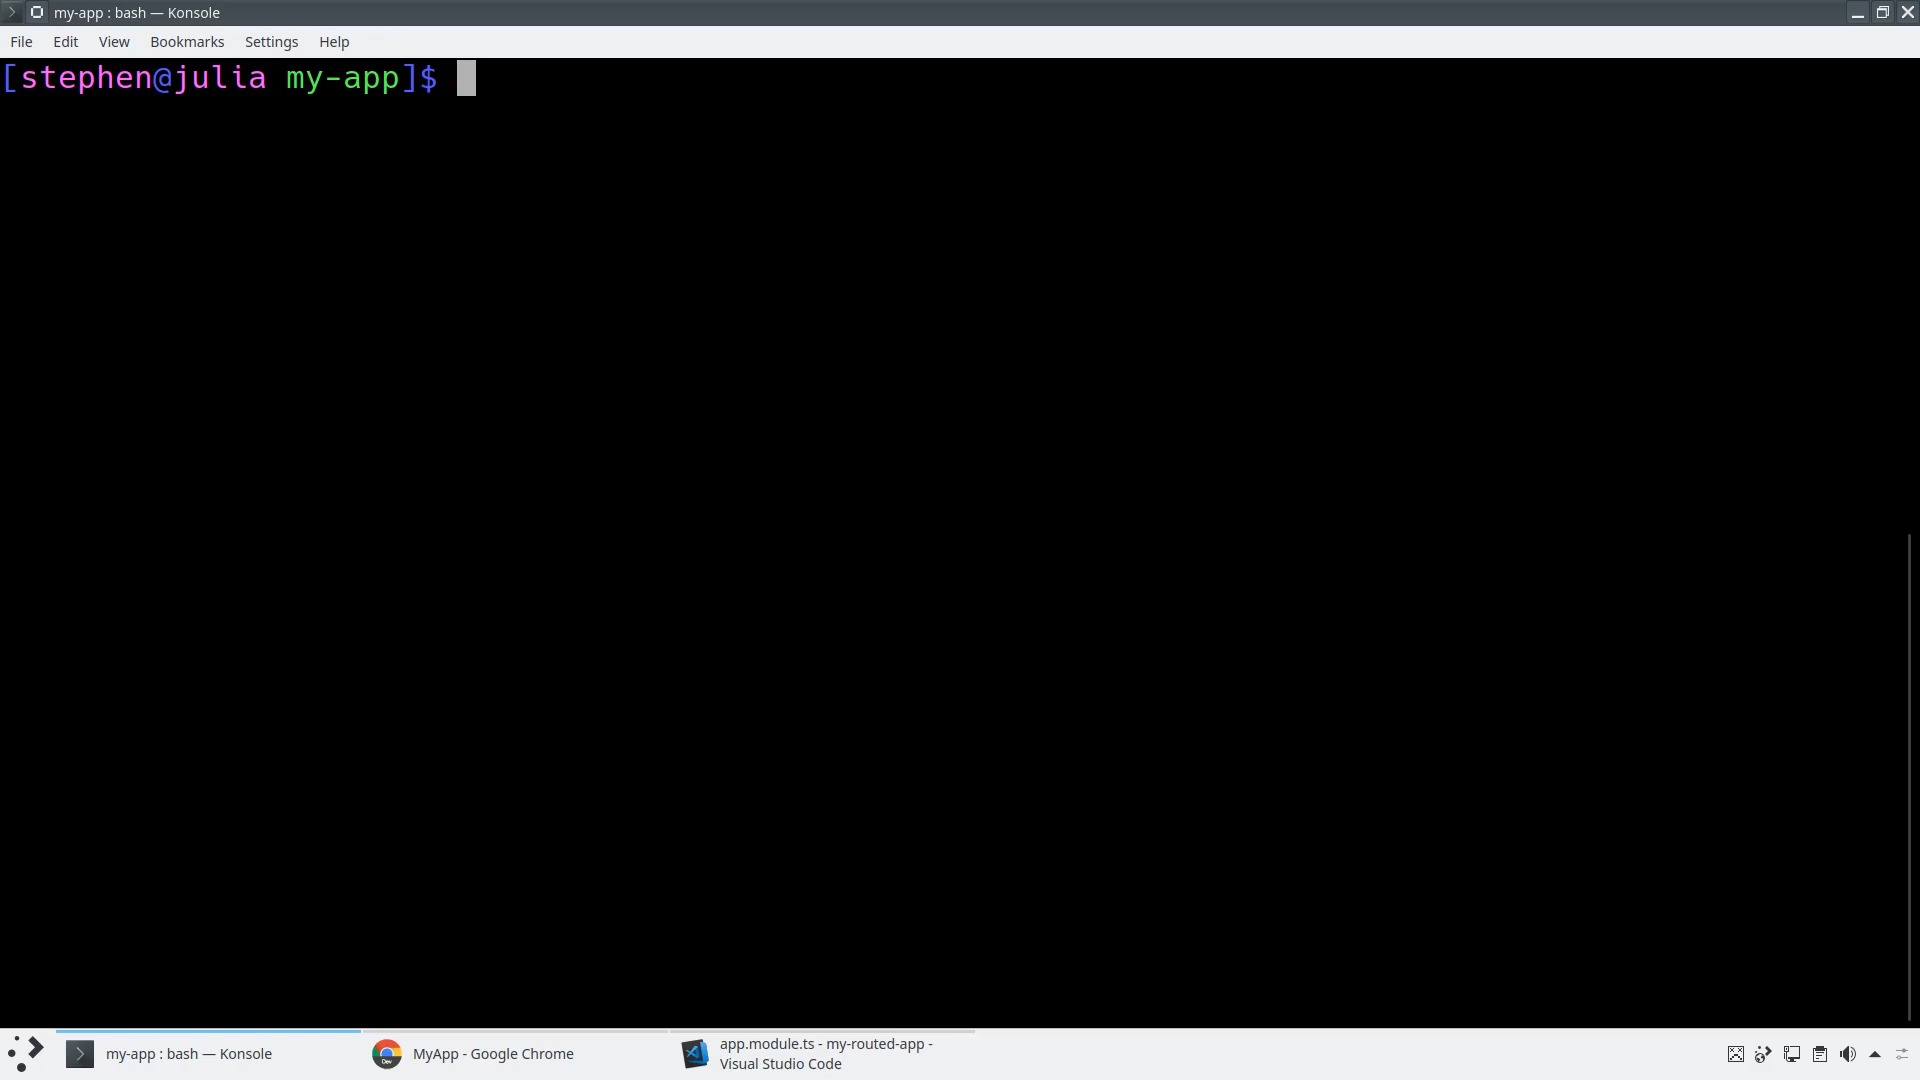 my-app : bash — Konsole
File Edit View Bookmarks Settings Help
[stephen@julia my-app]$
my-app : bash — Konsole
Dev
MyApp - Google Chrome
app.module.ts - my-routed-app -
Visual Studio Code